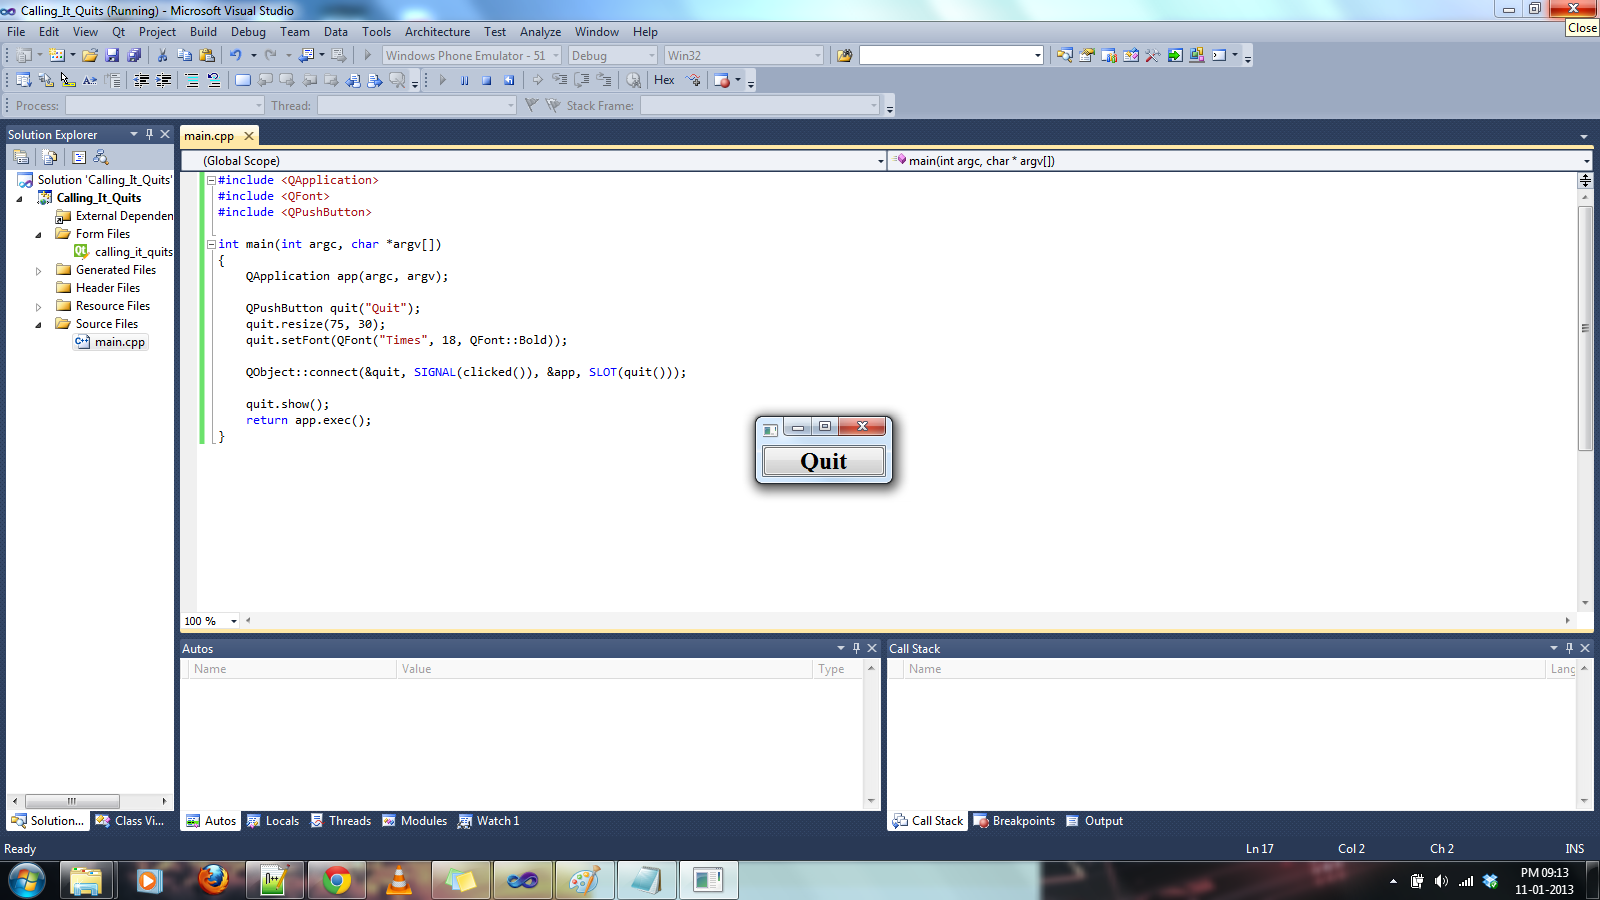 Calling_It_Quits (Running) - Microsoft Visual Studio
Close
File Edit View Qt Project Build Debug Team Data Tools Architecture Test Analyze Window Help
Windows Phone Emulator - 51 Debug Win32
Hex
Process: Thread: Stack Frame:
Solution Explorer
Solution 'Calling_It_Quits'
Calling_It_Quits
External Dependen
Form Files
calling_it_quits
Generated Files
Header Files
Resource Files
Source Files
main.cpp
main.cpp
(Global Scope) main(int argc, char * argv[])
#include <QApplication>
#include <QFont>
#include <QPushButton>
int main(int argc, char *argv[])
{
QApplication app(argc, argv);
QPushButton quit("Quit");
quit.resize(75, 30);
quit.setFont(QFont("Times", 18, QFont::Bold));
QObject::connect(&quit, SIGNAL(clicked()), &app, SLOT(quit()));
quit.show();
return app.exec();
}
Quit
100 %
Autos
Name Value Type
Call Stack
Name Lang
Solution... Class Vi...
Autos Locals Threads Modules Watch 1
Call Stack Breakpoints Output
Ready Ln 17 Col 2 Ch 2 INS
PM 09:13
11-01-2013